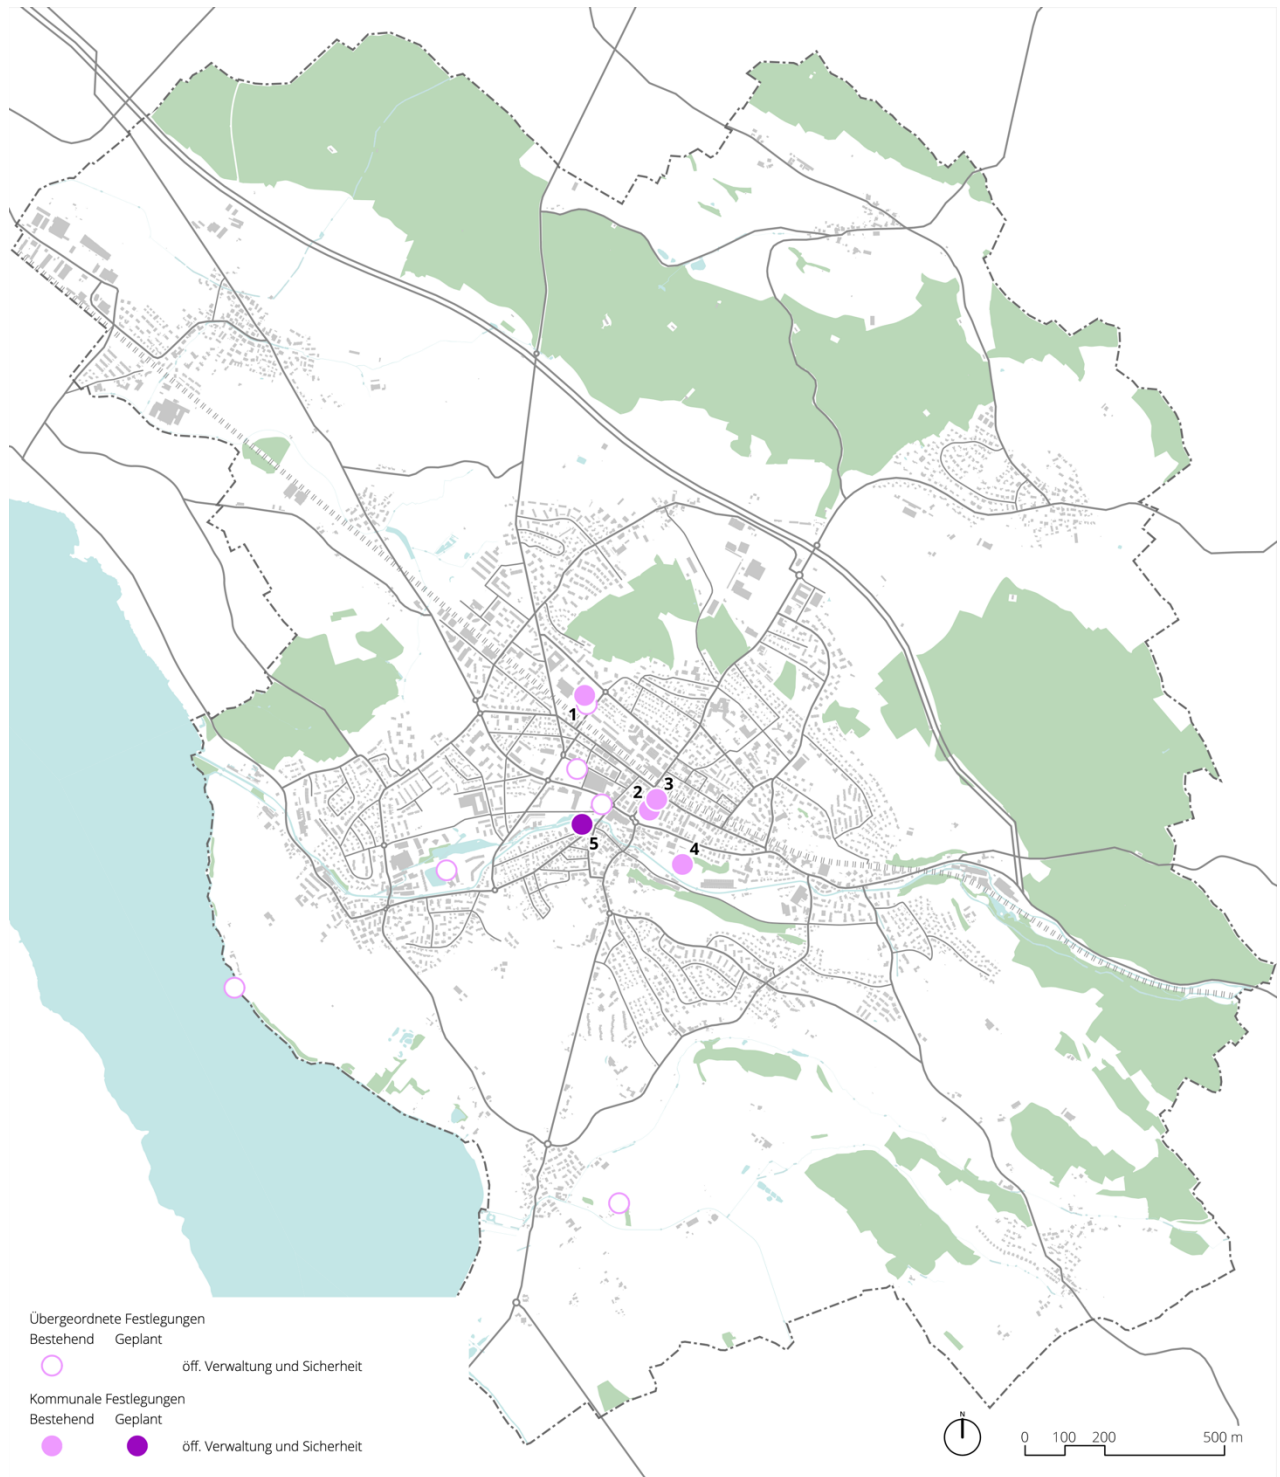 1
3
2
4
5
Übergeordnete Festlegungen
Bestehend Geplant
öff. Verwaltung und Sicherheit
Kommunale Festlegungen
Bestehend Geplant
öff. Verwaltung und Sicherheit
N
0 100 200 500 m